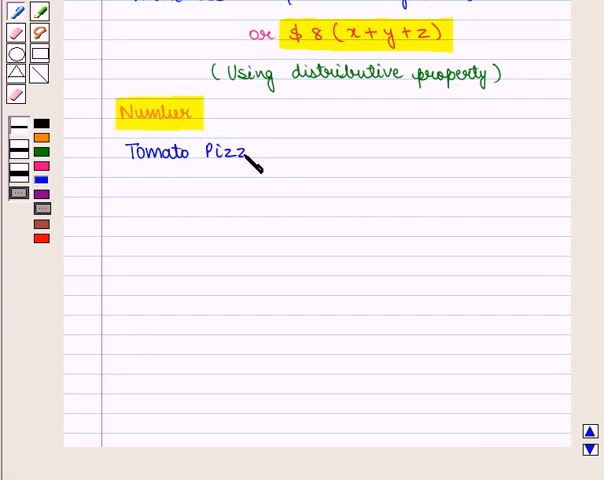 or $ 8 ( x + y + z )
( Using distributive property )
Number
Tomato Pizz